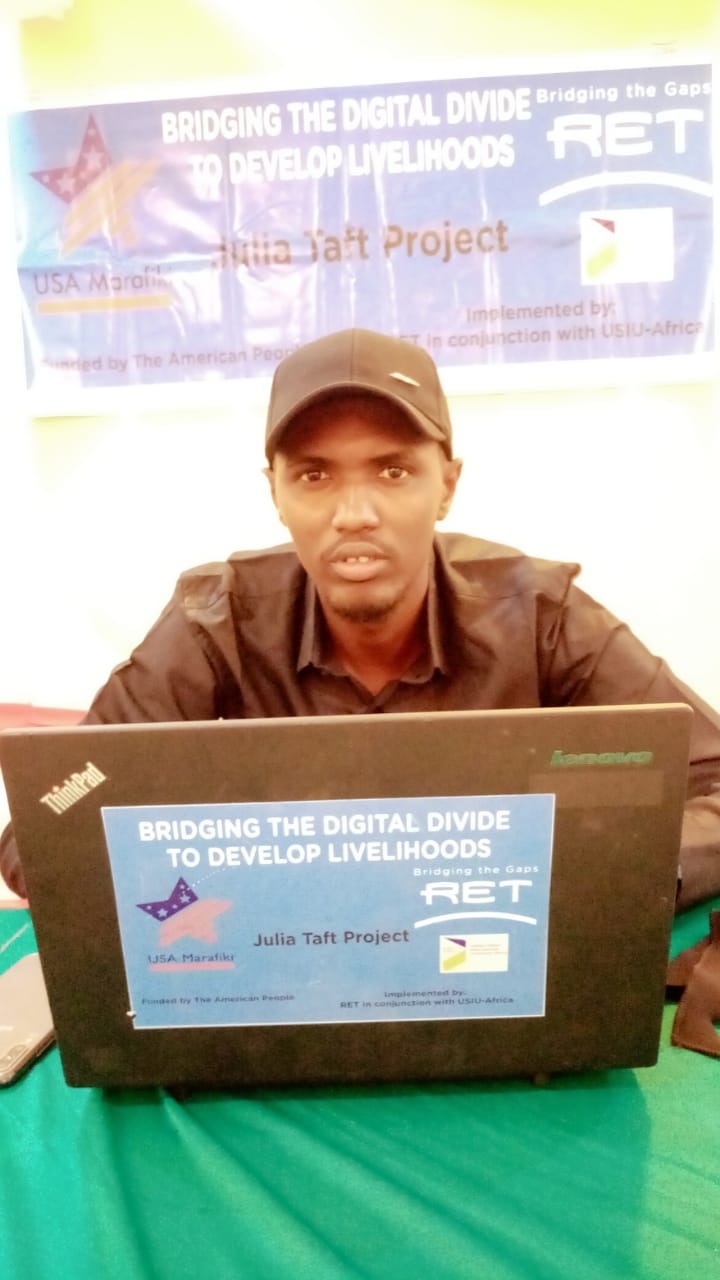 BRIDGING THE DIGITAL DIVIDE
TO DEVELOP LIVELIHOODS
Bridging the Gaps
RET
Julia Taft Project
USA Marafiki
Implemented by:
Funded by The American People
RET in conjunction with USIU-Africa
ThinkPad
lenovo
BRIDGING THE DIGITAL DIVIDE
TO DEVELOP LIVELIHOODS
Bridging the Gaps
RET
Julia Taft Project
USA Marafiki
Funded by The American People
Implemented by:
RET in conjunction with USIU-Africa